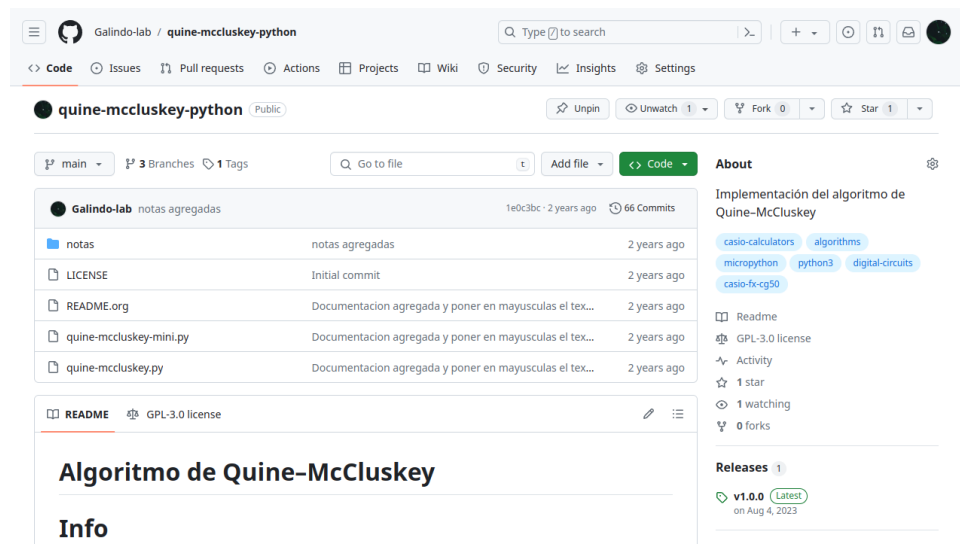 Galindo-lab / quine-mccluskey-python
Type / to search
Code Issues Pull requests Actions Projects Wiki Security Insights Settings
quine-mccluskey-python Public
Unpin Unwatch 1 Fork 0 Star 1
main 3 Branches 1 Tags Go to file t Add file Code
Galindo-lab notas agregadas 1e0c3bc · 2 years ago 66 Commits
notas notas agregadas 2 years ago
LICENSE Initial commit 2 years ago
README.org Documentacion agregada y poner en mayusculas el tex... 2 years ago
quine-mccluskey-mini.py Documentacion agregada y poner en mayusculas el tex... 2 years ago
quine-mccluskey.py Documentacion agregada y poner en mayusculas el tex... 2 years ago
README GPL-3.0 license
Algoritmo de Quine–McCluskey
Info
About
Implementación del algoritmo de
Quine–McCluskey
casio-calculators algorithms
micropython python3 digital-circuits
casio-fx-cg50
Readme
GPL-3.0 license
Activity
1 star
1 watching
0 forks
Releases 1
v1.0.0 Latest
on Aug 4, 2023